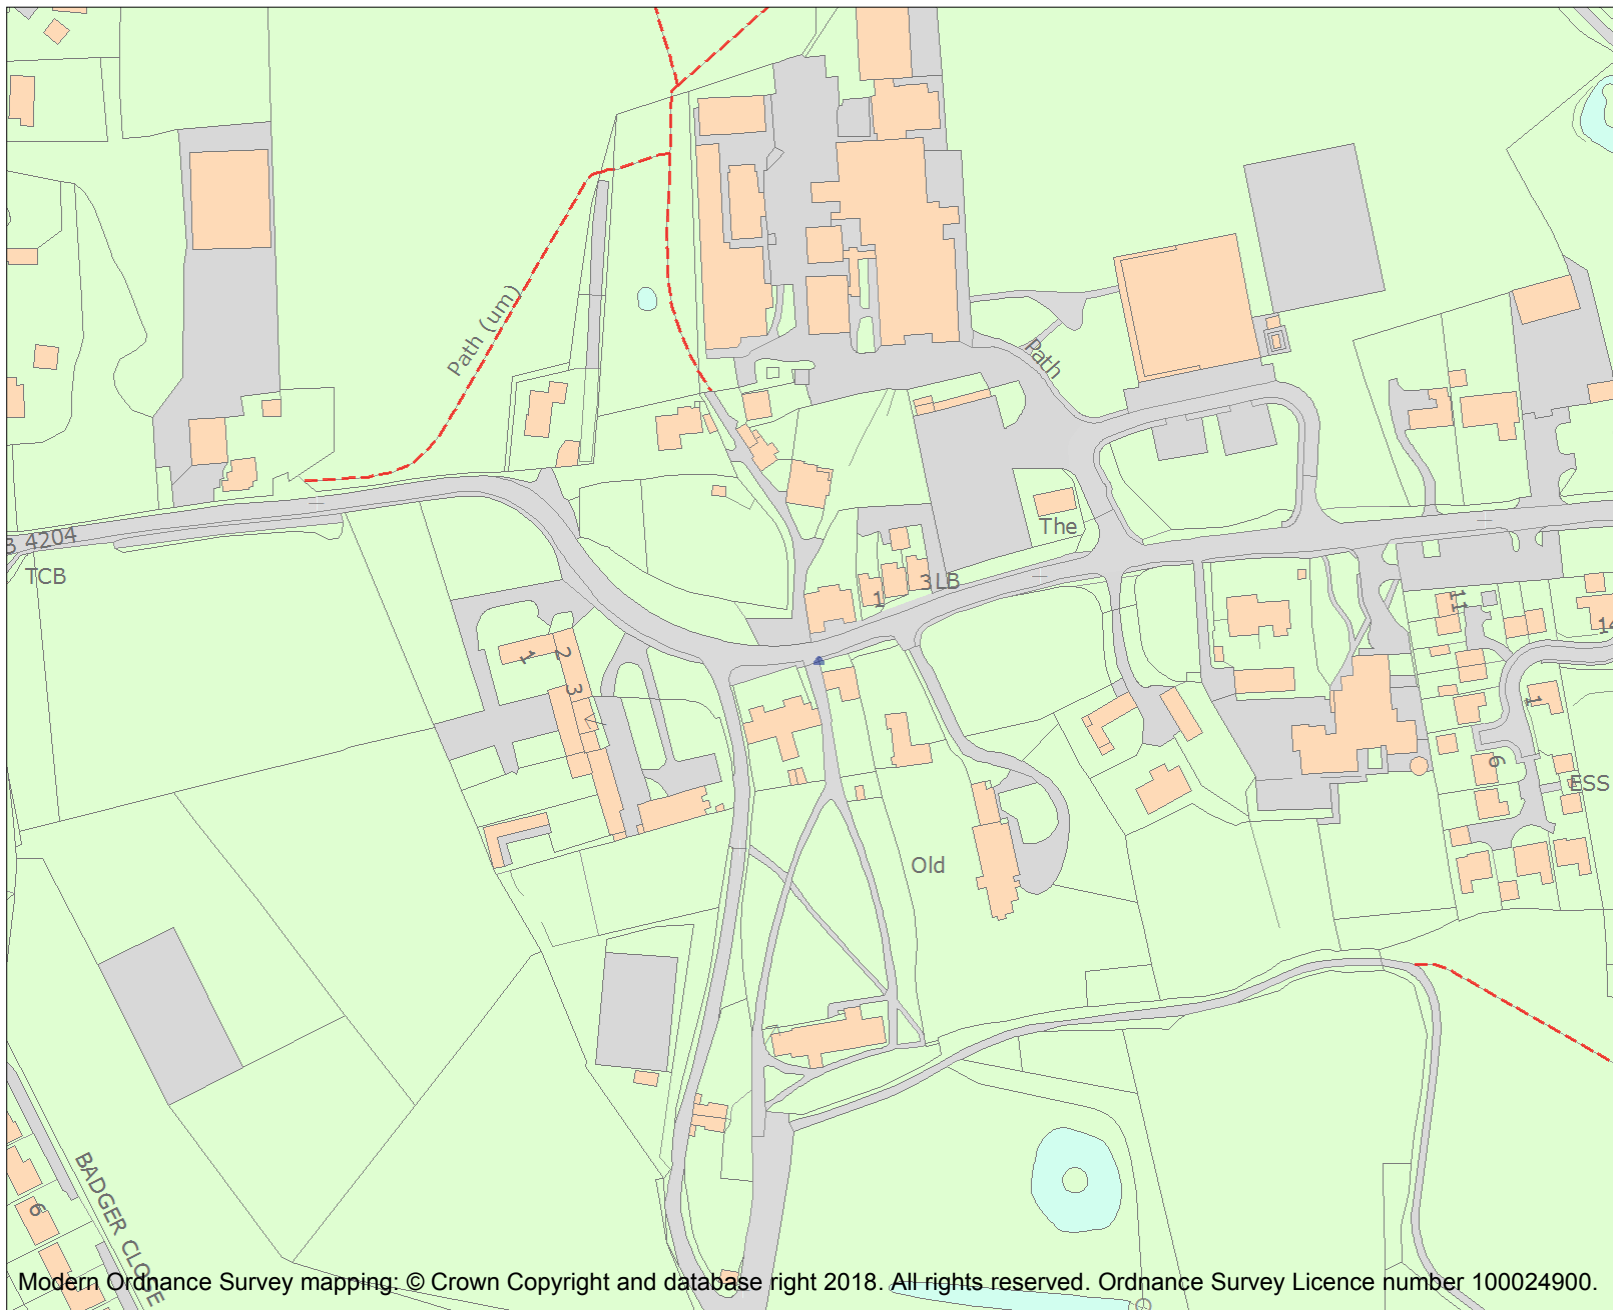 Path (um)
Path
The
B 4204
TCB
3 LB
1
11
14
1
2
3
1
6
ESS
Old
BADGER CLOSE
6
Modern Ordnance Survey mapping: © Crown Copyright and database right 2018. All rights reserved. Ordnance Survey Licence number 100024900.